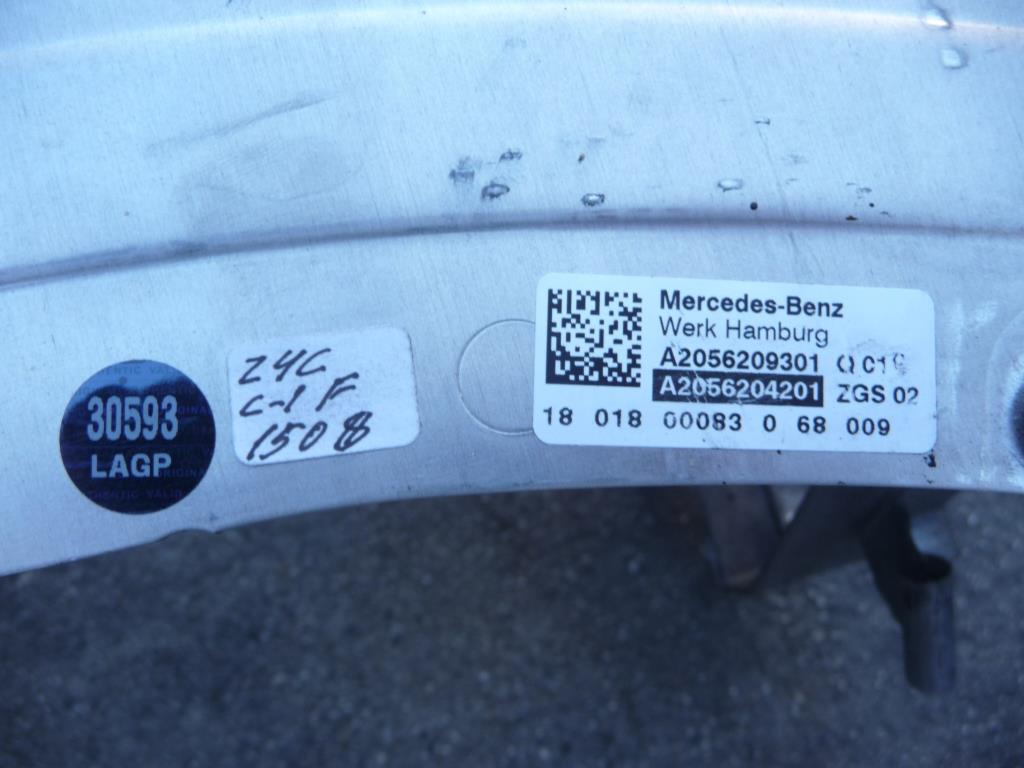 30593
LAGP
Z4C
C-1 F
1508
Mercedes-Benz
Werk Hamburg
A2056209301 Q C1
A2056204201 ZGS 02
18 018 00083 0 68 009